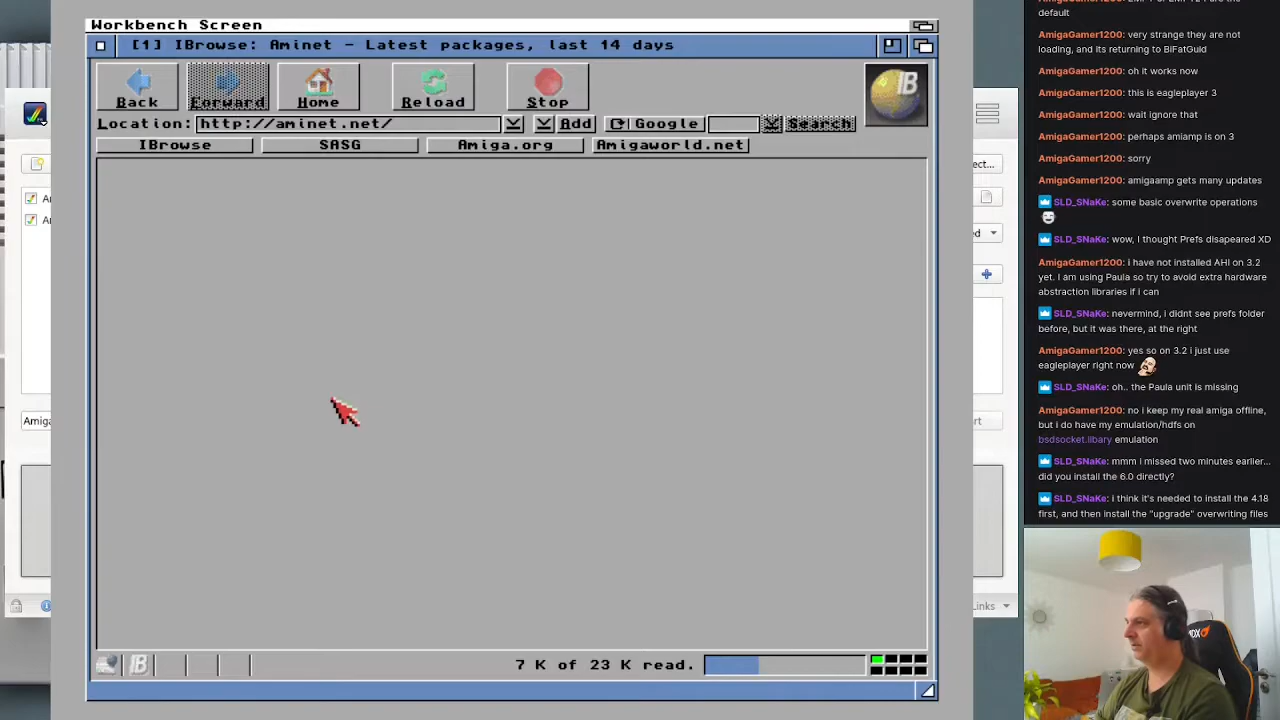 Workbench Screen
[1] IBrowse: Aminet - Latest packages, last 14 days
Back
Forward
Home
Reload
Stop
Location:
http://aminet.net/
Add
Google
Search
IBrowse
SASG
Amiga.org
Amigaworld.net
7 K of 23 K read.
ect...
Links
default
AmigaGamer1200: very strange they are not
loading, and its returning to BiFatGuId
AmigaGamer1200: oh it works now
AmigaGamer1200: this is eagleplayer 3
AmigaGamer1200: wait ignore that
AmigaGamer1200: perhaps amiamp is on 3
AmigaGamer1200: sorry
AmigaGamer1200: amigaamp gets many updates
SLD_SNaKe: some basic overwrite operations
SLD_SNaKe: wow, I thought Prefs disapeared XD
AmigaGamer1200: i have not installed AHI on 3.2
yet. I am using Paula so try to avoid extra hardware
abstraction libraries if i can
SLD_SNaKe: nevermind, i didnt see prefs folder
before, but it was there, at the right
AmigaGamer1200: yes so on 3.2 i just use
eagleplayer right now
SLD_SNaKe: oh.. the Paula unit is missing
AmigaGamer1200: no i keep my real amiga offline,
but i do have my emulation/hdfs on
bsdsocket.libary emulation
SLD_SNaKe: mmm i missed two minutes earlier...
did you install the 6.0 directly?
SLD_SNaKe: i think it's needed to install the 4.18
first, and then install the "upgrade" overwriting files